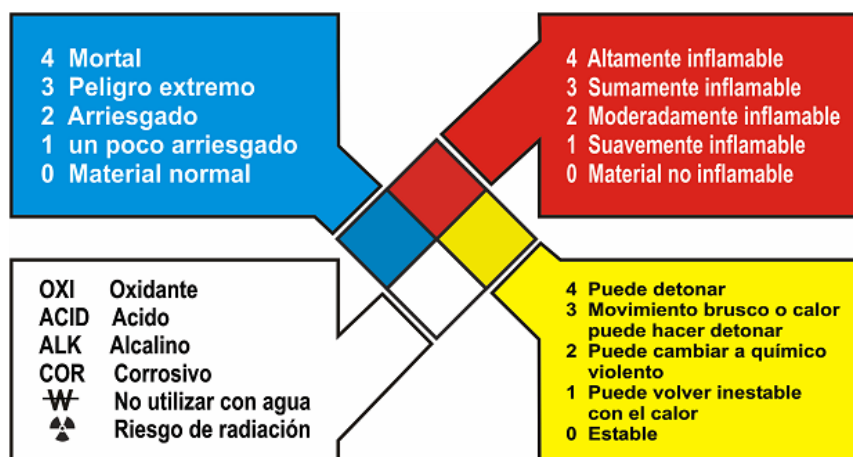 4 Mortal
3 Peligro extremo
2 Arriesgado
1 un poco arriesgado
0 Material normal
4 Altamente inflamable
3 Sumamente inflamable
2 Moderadamente inflamable
1 Suavemente inflamable
0 Material no inflamable
OXI Oxidante
ACID Acido
ALK Alcalino
COR Corrosivo
W No utilizar con agua
Riesgo de radiación
4 Puede detonar
3 Movimiento brusco o calor
puede hacer detonar
2 Puede cambiar a químico
violento
1 Puede volver inestable
con el calor
0 Estable